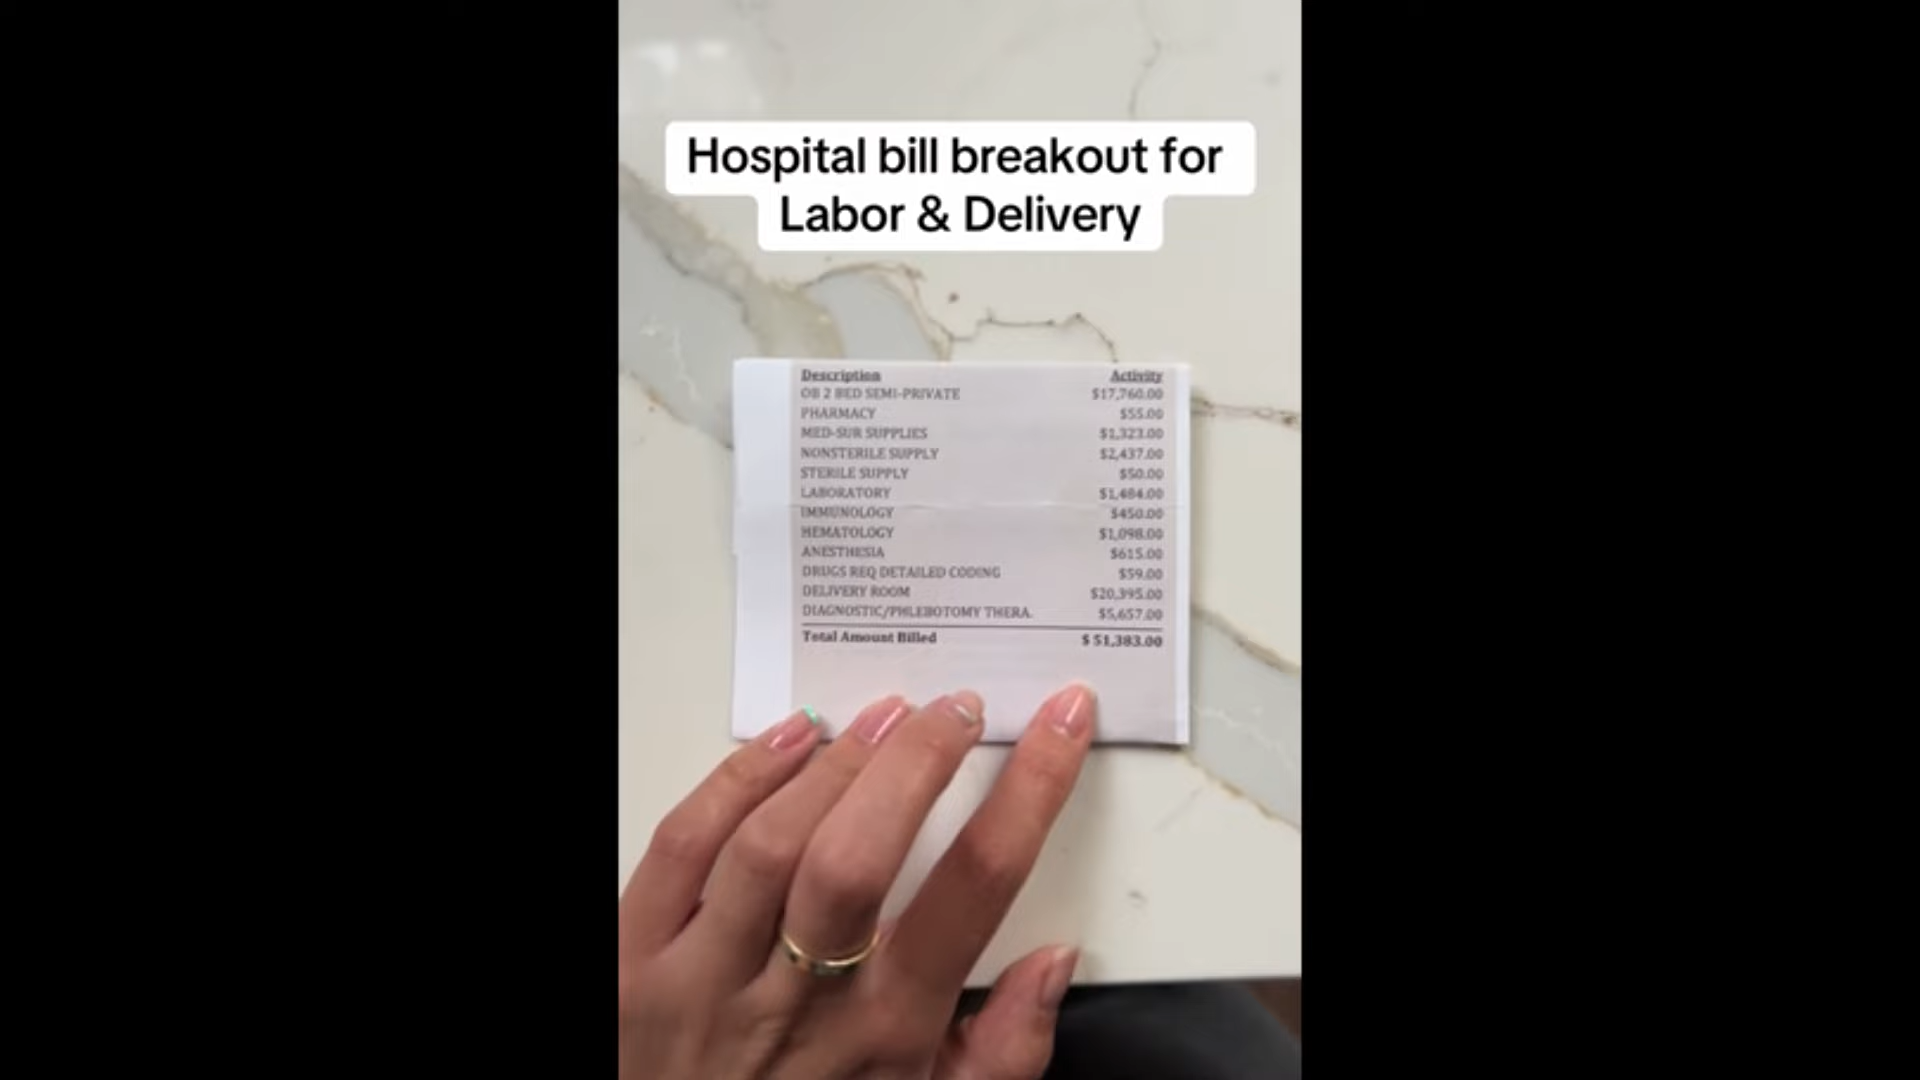 Hospital bill breakout for
Labor & Delivery
Description Activity
OB 2 BED SEMI-PRIVATE $17,760.00
PHARMACY $55.00
MED-SUR SUPPLIES $1,323.00
NONSTERILE SUPPLY $2,437.00
STERILE SUPPLY $50.00
LABORATORY $1,484.00
IMMUNOLOGY $450.00
HEMATOLOGY $1,098.00
ANESTHESIA $615.00
DRUGS REQ DETAILED CODING $59.00
DELIVERY ROOM $20,395.00
DIAGNOSTIC/PHLEBOTOMY THERA. $5,657.00
Total Amount Billed $ 51,383.00